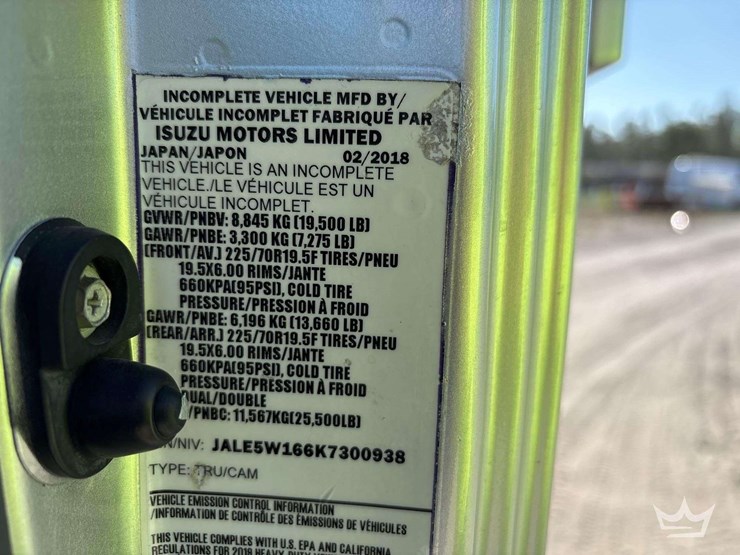 INCOMPLETE VEHICLE MFD BY/
VÉHICULE INCOMPLET FABRIQUÉ PAR
ISUZU MOTORS LIMITED
JAPAN/JAPON 02/2018
THIS VEHICLE IS AN INCOMPLETE
VEHICLE./LE VÉHICULE EST UN
VÉHICULE INCOMPLET.
GVWR/PNBV: 8,845 KG (19,500 LB)
GAWR/PNBE: 3,300 KG (7,275 LB)
(FRONT/AV.) 225/70R19.5F TIRES/PNEU
19.5X6.00 RIMS/JANTE
660KPA(95PSI), COLD TIRE
PRESSURE/PRESSION À FROID
GAWR/PNBE: 6,196 KG (13,660 LB)
(REAR/ARR.) 225/70R19.5F TIRES/PNEU
19.5X6.00 RIMS/JANTE
660KPA(95PSI), COLD TIRE
PRESSURE/PRESSION À FROID
UAL/DOUBLE
/PNBC: 11,567KG(25,500LB)
/NIV: JALE5W166K7300938
TYPE: TRU/CAM
VEHICLE EMISSION CONTROL INFORMATION
/INFORMATION DE CONTRÔLE DES ÉMISSIONS DE VÉHICULES
THIS VEHICLE COMPLIES WITH U.S. EPA AND CALIFORNIA
REGULATIONS FOR 2018 HEAVY DUTY